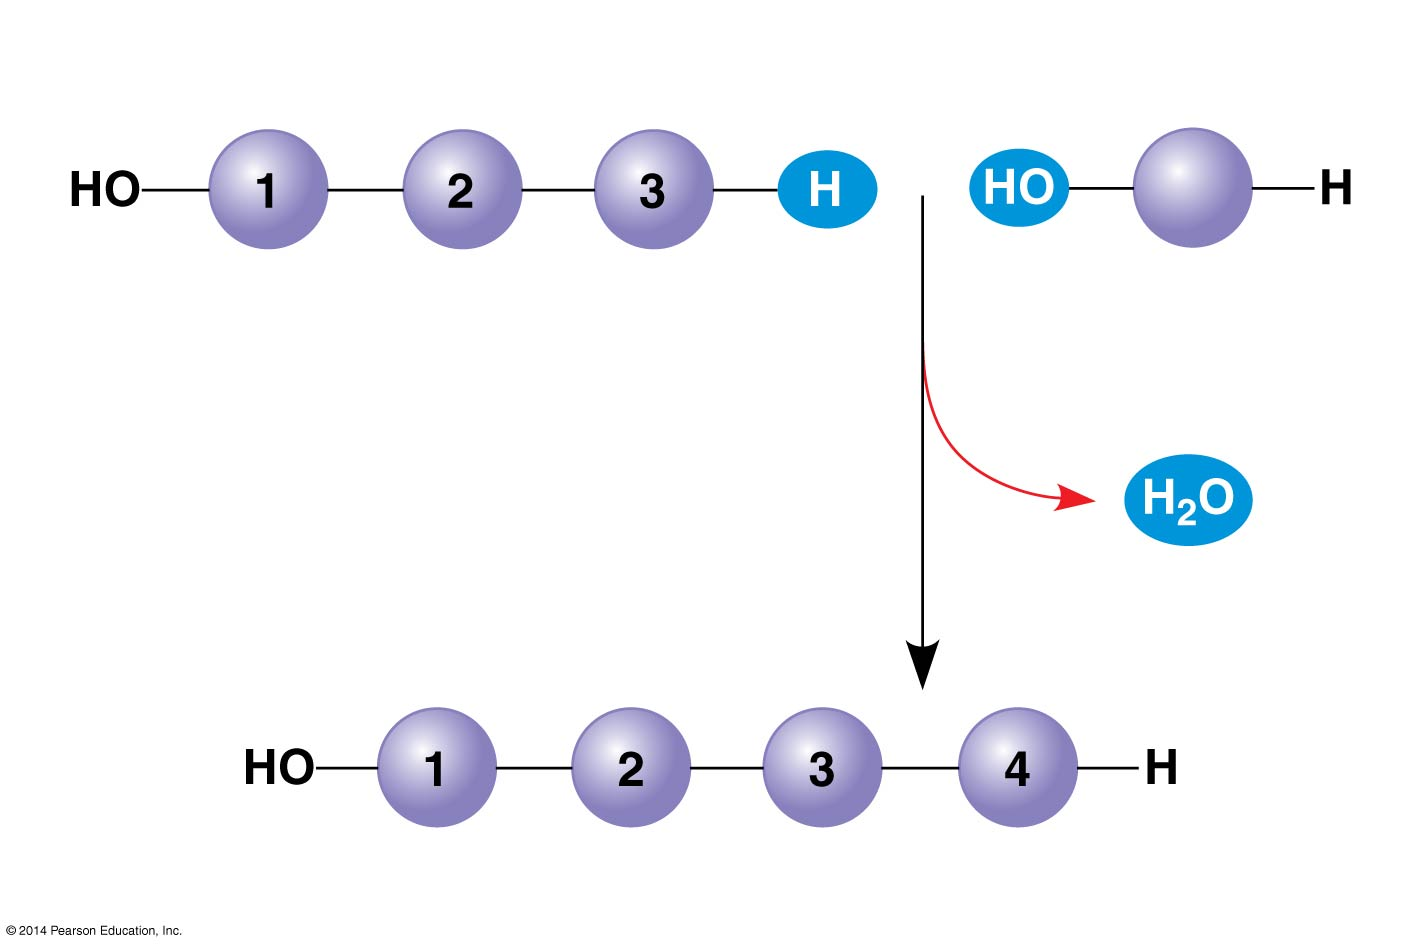 HO 1 2 3 H HO H
H₂O
HO 1 2 3 4 H
© 2014 Pearson Education, Inc.